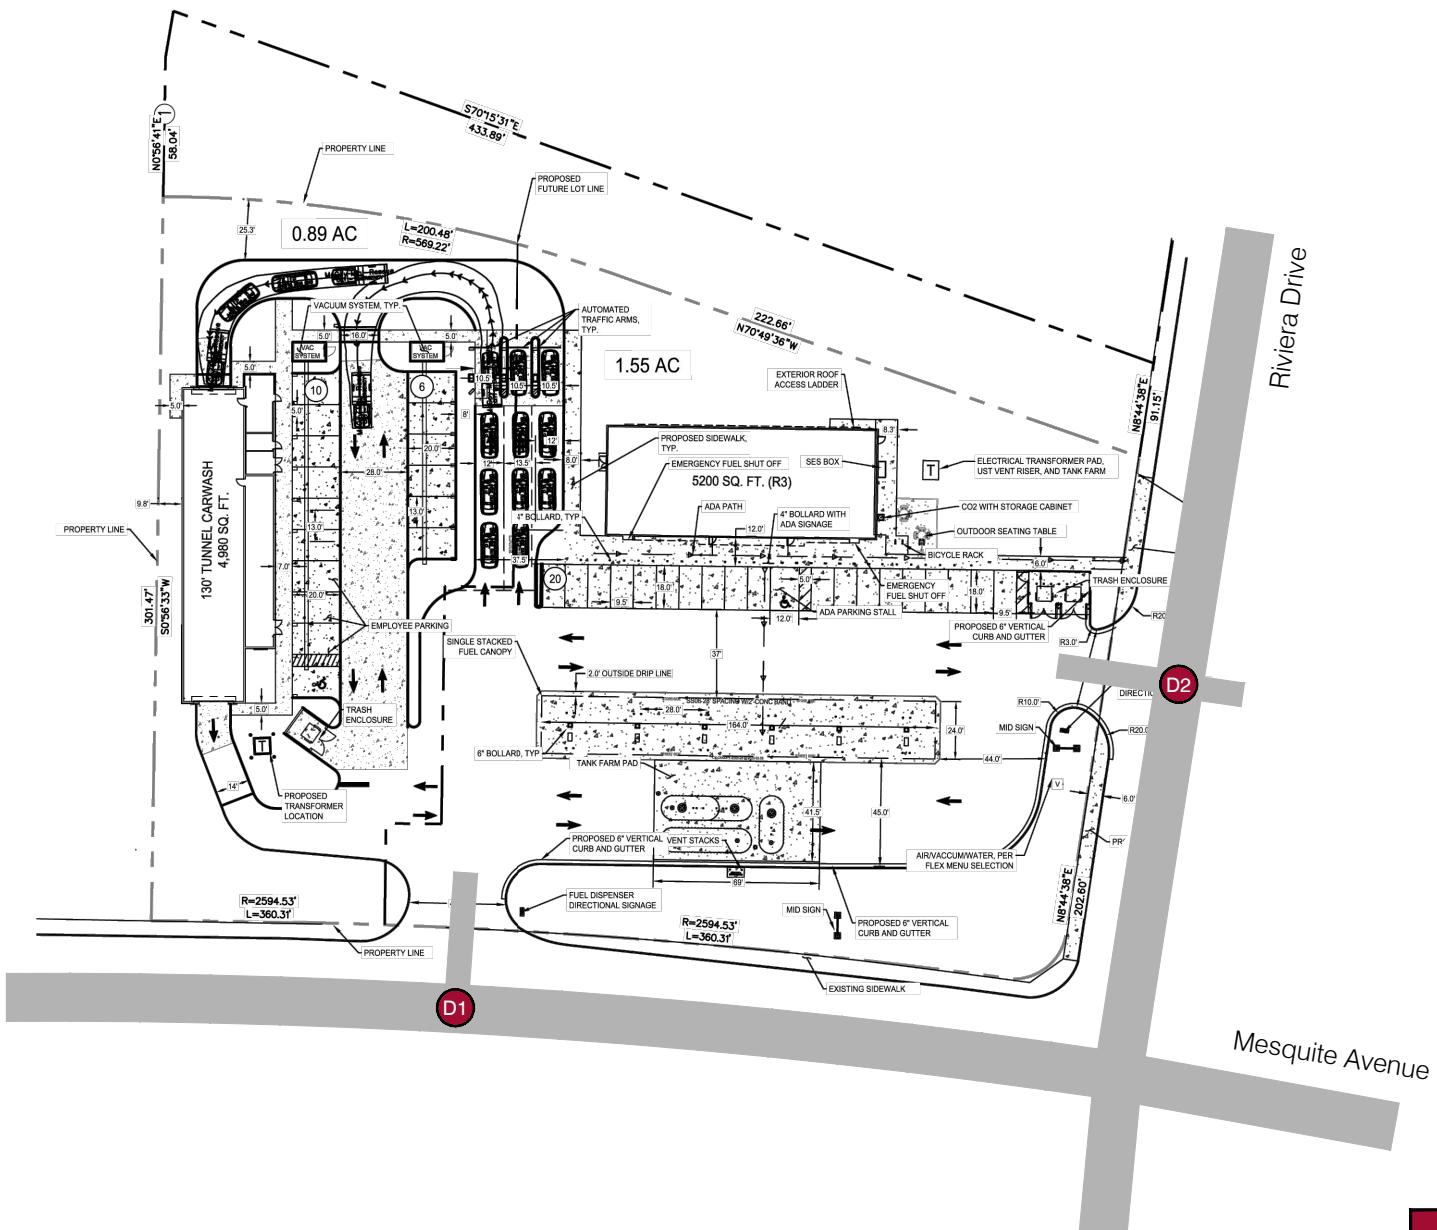 S70°15'31"E
433.89'
N0°56'41"E
58.04'
1
PROPERTY LINE
PROPOSED
FUTURE LOT LINE
25.3'
0.89 AC
L=200.48'
R=569.22'
Riviera Drive
VACUUM SYSTEM, TYP.
AUTOMATED
TRAFFIC ARMS,
TYP.
222.66'
N70°49'36"W
5.0'
16.0'
5.0'
VAC
SYSTEM
VAC
SYSTEM
1.55 AC
5.0'
10
6
10.5'
10.5'
10.5'
EXTERIOR ROOF
ACCESS LADDER
N8°44'38"E
91.15'
5.0'
5.0'
8'
8.3'
PROPOSED SIDEWALK,
TYP.
20.0'
12'
12'
13.5'
8.0'
EMERGENCY FUEL SHUT OFF
SES BOX
T
ELECTRICAL TRANSFORMER PAD,
UST VENT RISER, AND TANK FARM
28.0'
5200 SQ. FT. (R3)
130' TUNNEL CARWASH
4,980 SQ. FT.
9.8'
PROPERTY LINE
13.0'
13.0'
4" BOLLARD, TYP
ADA PATH
4" BOLLARD WITH
ADA SIGNAGE
CO2 WITH STORAGE CABINET
12.0'
OUTDOOR SEATING TABLE
BICYCLE RACK
7.0'
37.5'
6.0'
301.47'
S0°56'33"W
20.0'
20
18.0'
9.5'
5.0'
12.0'
EMERGENCY
FUEL SHUT OFF
18.0'
9.5'
TRASH ENCLOSURE
ADA PARKING STALL
R20
EMPLOYEE PARKING
PROPOSED 6" VERTICAL
CURB AND GUTTER
R3.0'
SINGLE STACKED
FUEL CANOPY
37'
2.0' OUTSIDE DRIP LINE
D2
DIRECTIO
28.0'
164.0'
24.0'
R10.0'
MID SIGN
R20.0
5.0'
TRASH
ENCLOSURE
T
6" BOLLARD, TYP
TANK FARM PAD
44.0'
14'
PROPOSED
TRANSFORMER
LOCATION
41.5'
45.0'
V
6.0'
PROPOSED 6" VERTICAL
CURB AND GUTTER
VENT STACKS
AIR/VACCUM/WATER, PER
FLEX MENU SELECTION
69'
N8°44'38"E
202.60'
R=2594.53'
L=360.31'
FUEL DISPENSER
DIRECTIONAL SIGNAGE
R=2594.53'
L=360.31'
MID SIGN
PROPOSED 6" VERTICAL
CURB AND GUTTER
PROPERTY LINE
EXISTING SIDEWALK
D1
Mesquite Avenue